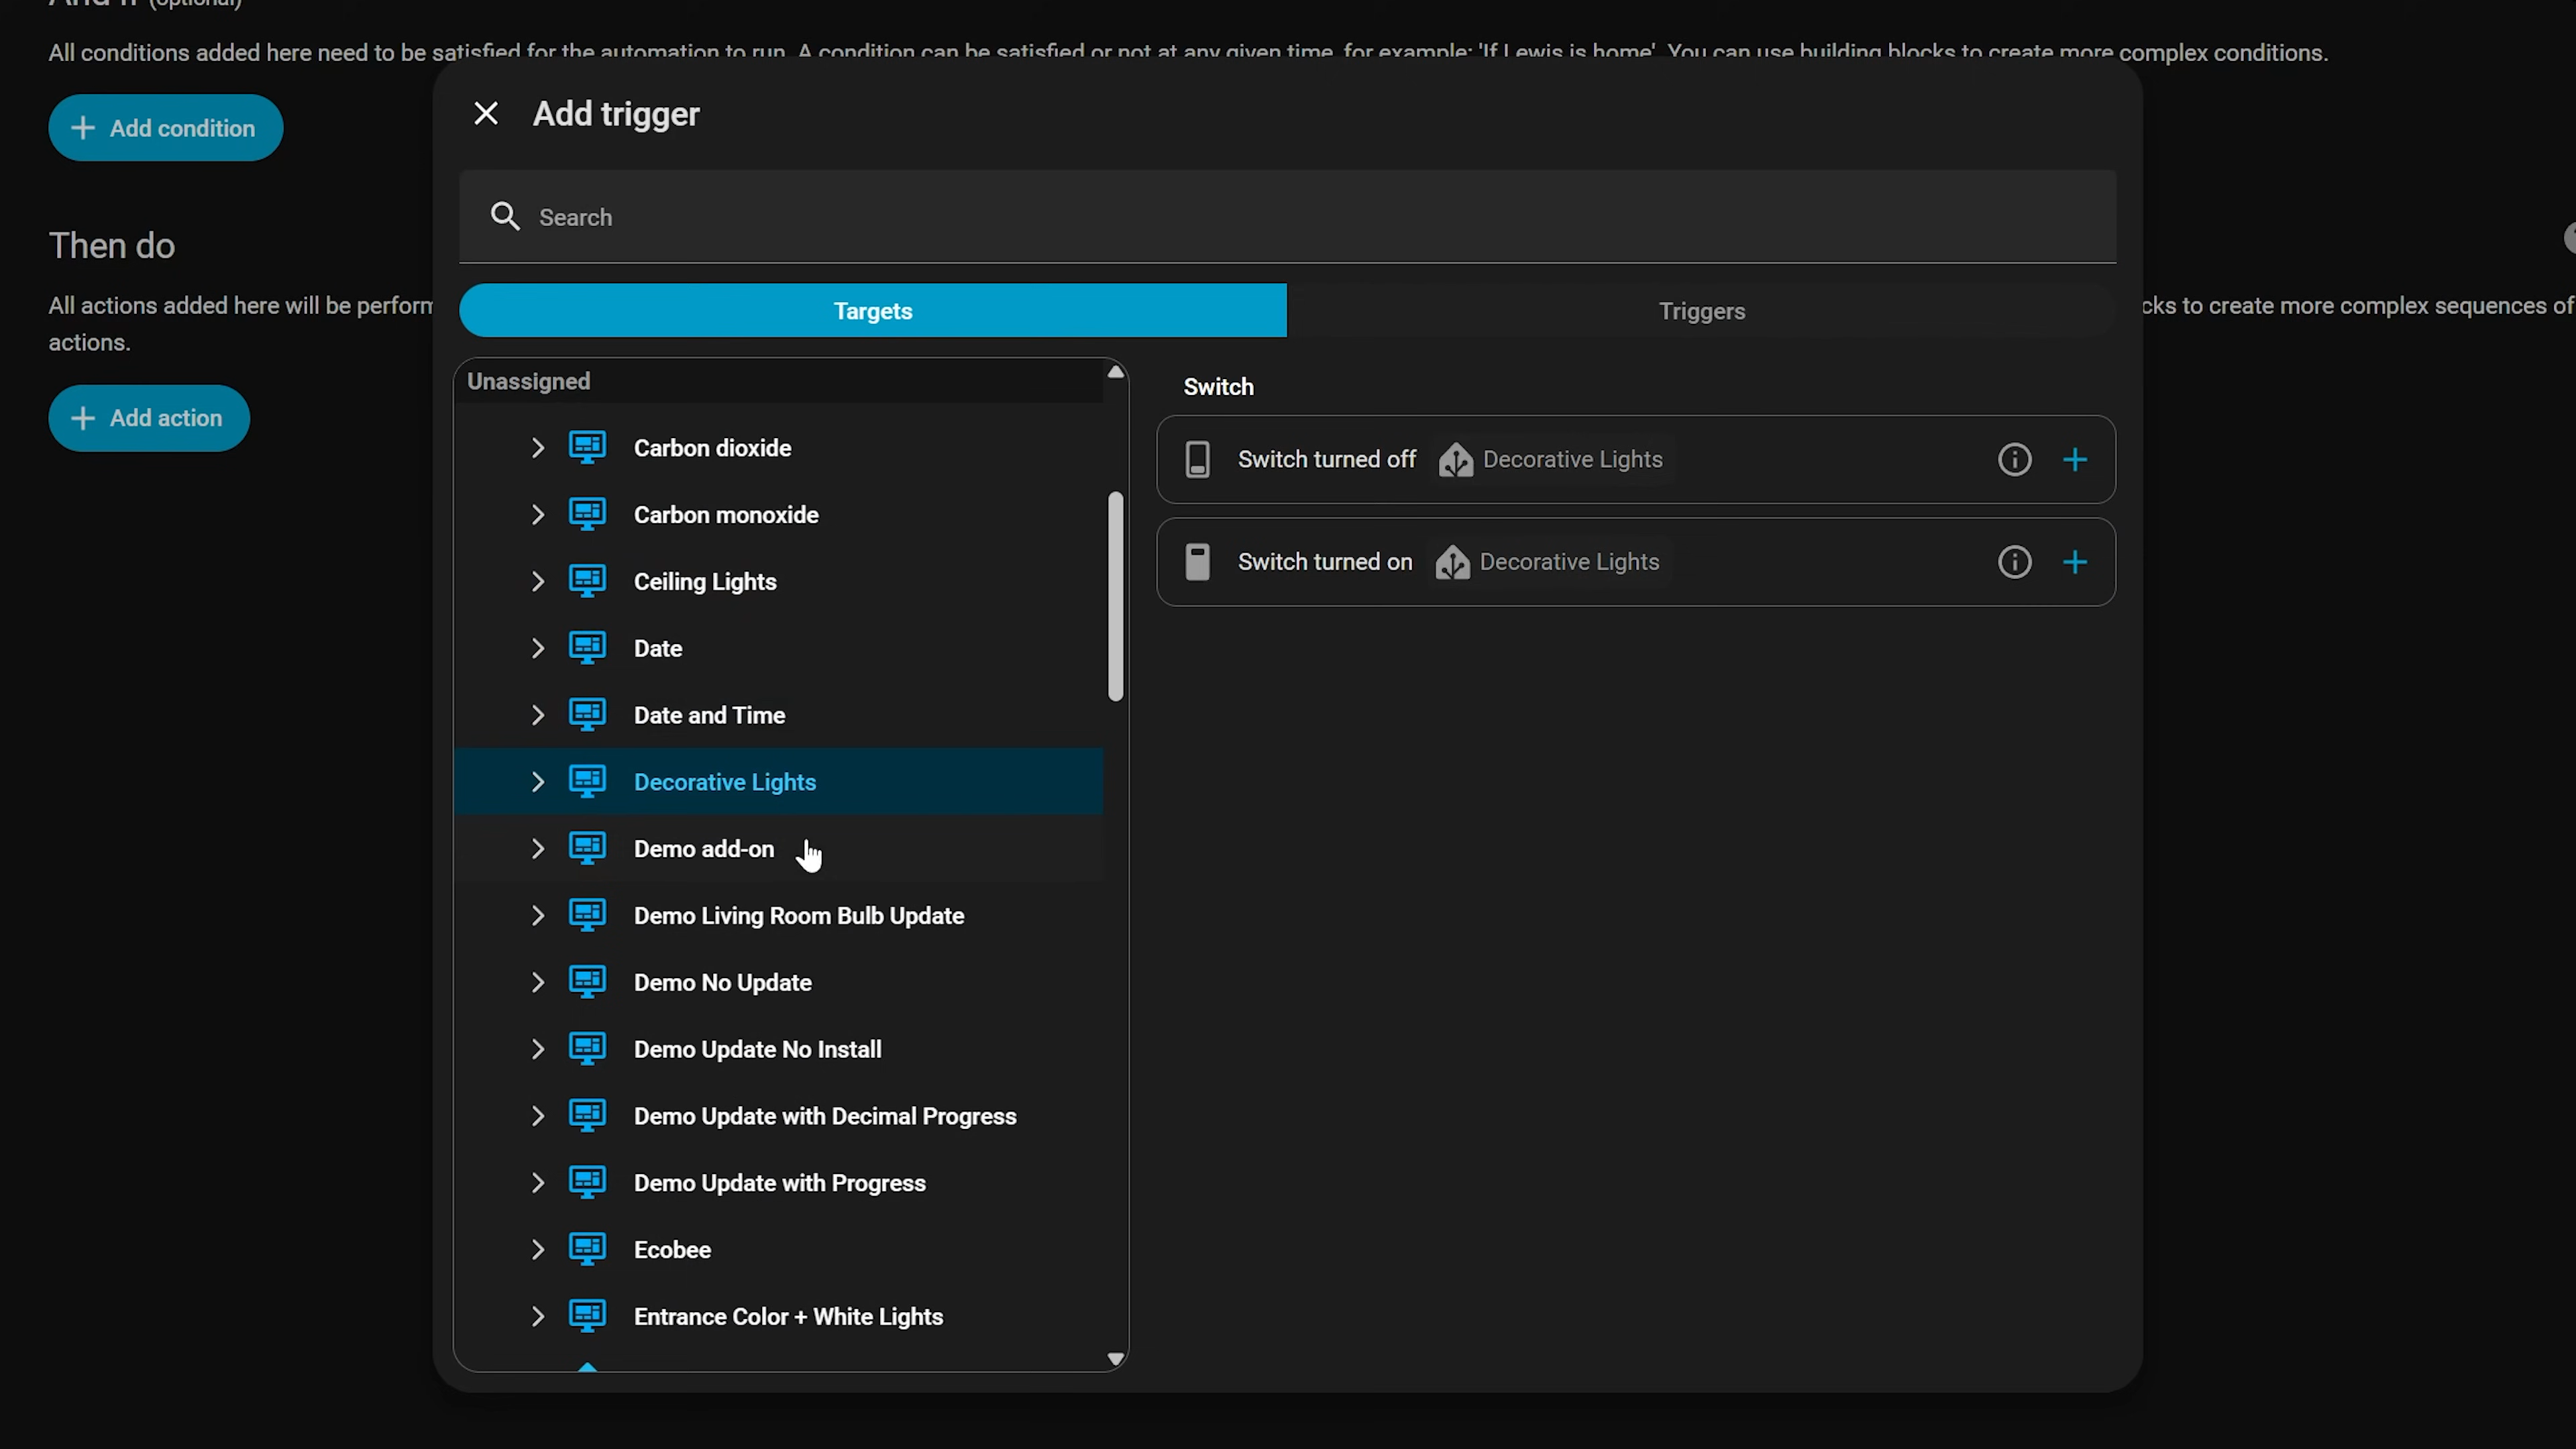 And if (optional)
All conditions added here need to be satisfied for the automation to run. A condition can be satisfied or not at any given time, for example: 'If Lewis is home'. You can use building blocks to create more complex conditions.
Add condition
Then do
All actions added here will be perform
cks to create more complex sequences of
actions.
Add action
Add trigger
Search
Targets
Triggers
Unassigned
Carbon dioxide
Carbon monoxide
Ceiling Lights
Date
Date and Time
Decorative Lights
Demo add-on
Demo Living Room Bulb Update
Demo No Update
Demo Update No Install
Demo Update with Decimal Progress
Demo Update with Progress
Ecobee
Entrance Color + White Lights
Switch
Switch turned off Decorative Lights
Switch turned on Decorative Lights